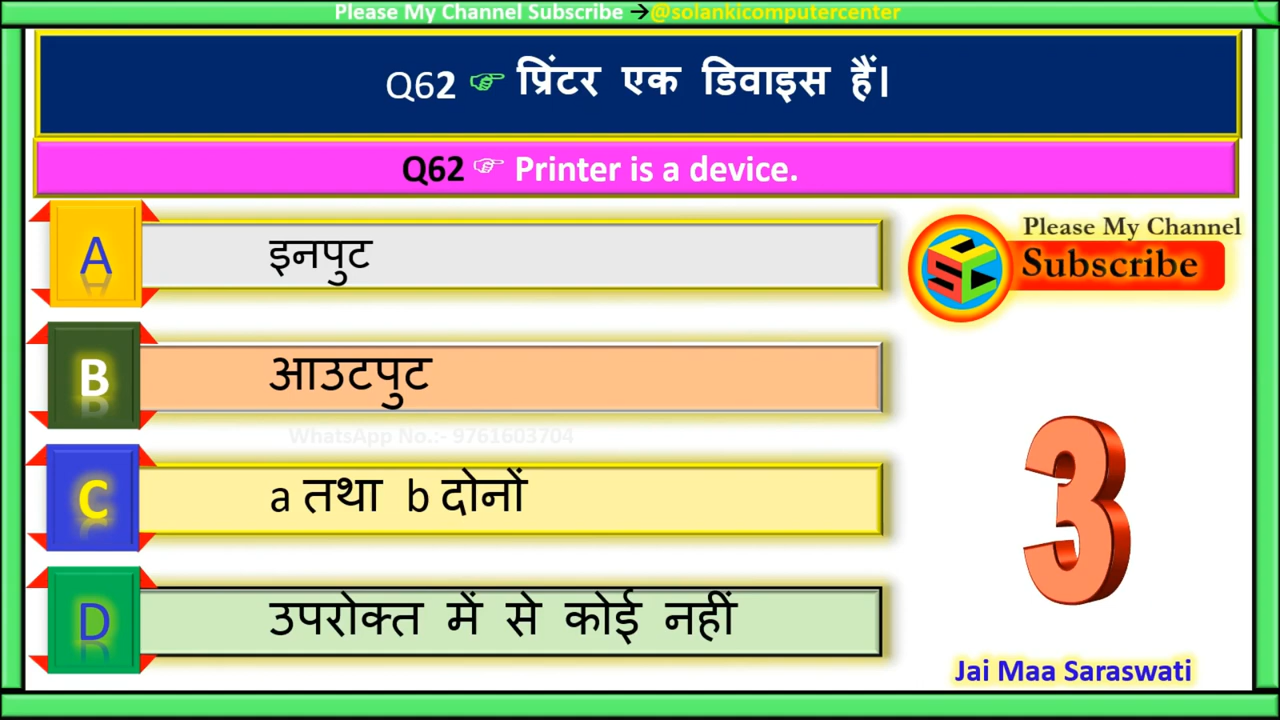 Please My Channel Subscribe →@solankicomputercenter
Q62 ☞ प्रिंटर एक डिवाइस हैं।
Q62 ☞ Printer is a device.
A इनपुट
Please My Channel
Subscribe
SCC
B आउटपुट
WhatsApp No.:- 9761603704
C a तथा b दोनों
3
D उपरोक्त में से कोई नहीं
Jai Maa Saraswati